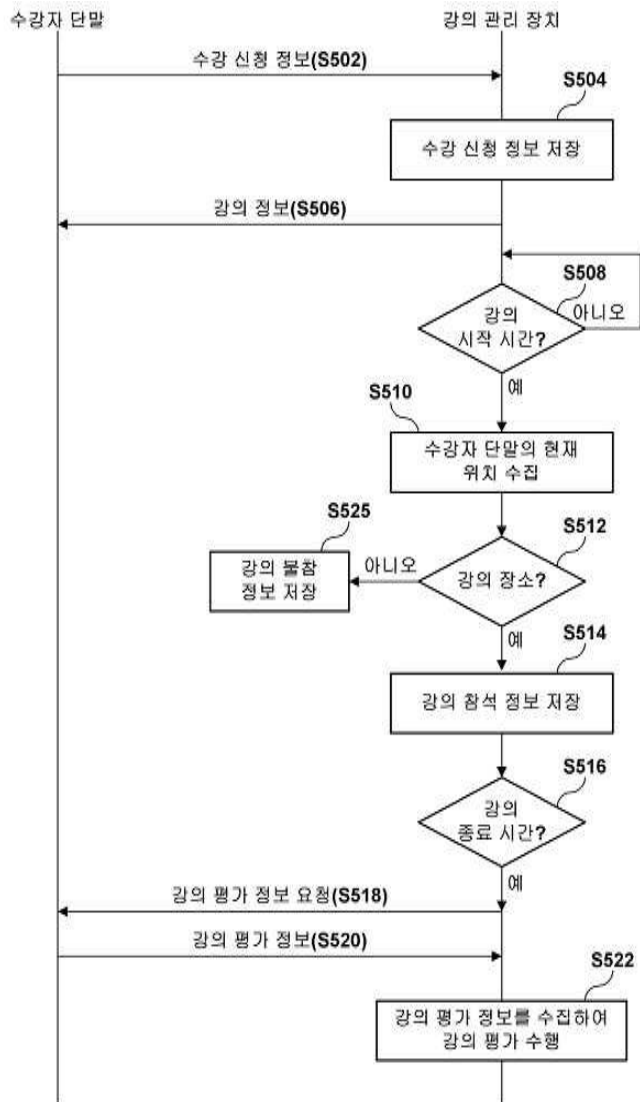 수강자 단말
강의 관리 장치
수강 신청 정보(S502)
S504
수강 신청 정보 저장
강의 정보(S506)
S508
강의
시작 시간?
아니오
예
S510
수강자 단말의 현재
위치 수집
S525
강의 불참
정보 저장
아니오
S512
강의 장소?
예
S514
강의 참석 정보 저장
S516
강의
종료 시간?
예
강의 평가 정보 요청(S518)
강의 평가 정보(S520)
S522
강의 평가 정보를 수집하여
강의 평가 수행